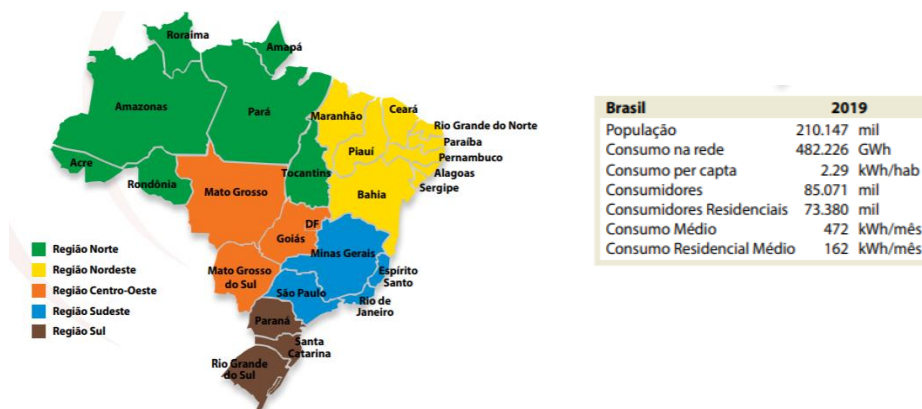 Roraima
Amapá
Amazonas
Pará
Maranhão
Ceará
Rio Grande do Norte
Paraíba
Piauí
Pernambuco
Acre
Alagoas
Tocantins
Rondônia
Sergipe
Mato Grosso
Bahia
DF
Goiás
Minas Gerais
Mato Grosso
do Sul
Espírito
Santo
São Paulo
Rio de
Janeiro
Paraná
Santa
Catarina
Rio Grande
do Sul
Região Norte
Região Nordeste
Região Centro-Oeste
Região Sudeste
Região Sul
Brasil 2019
População 210.147 mil
Consumo na rede 482.226 GWh
Consumo per capta 2.29 kWh/hab
Consumidores 85.071 mil
Consumidores Residenciais 73.380 mil
Consumo Médio 472 kWh/mês
Consumo Residencial Médio 162 kWh/mês